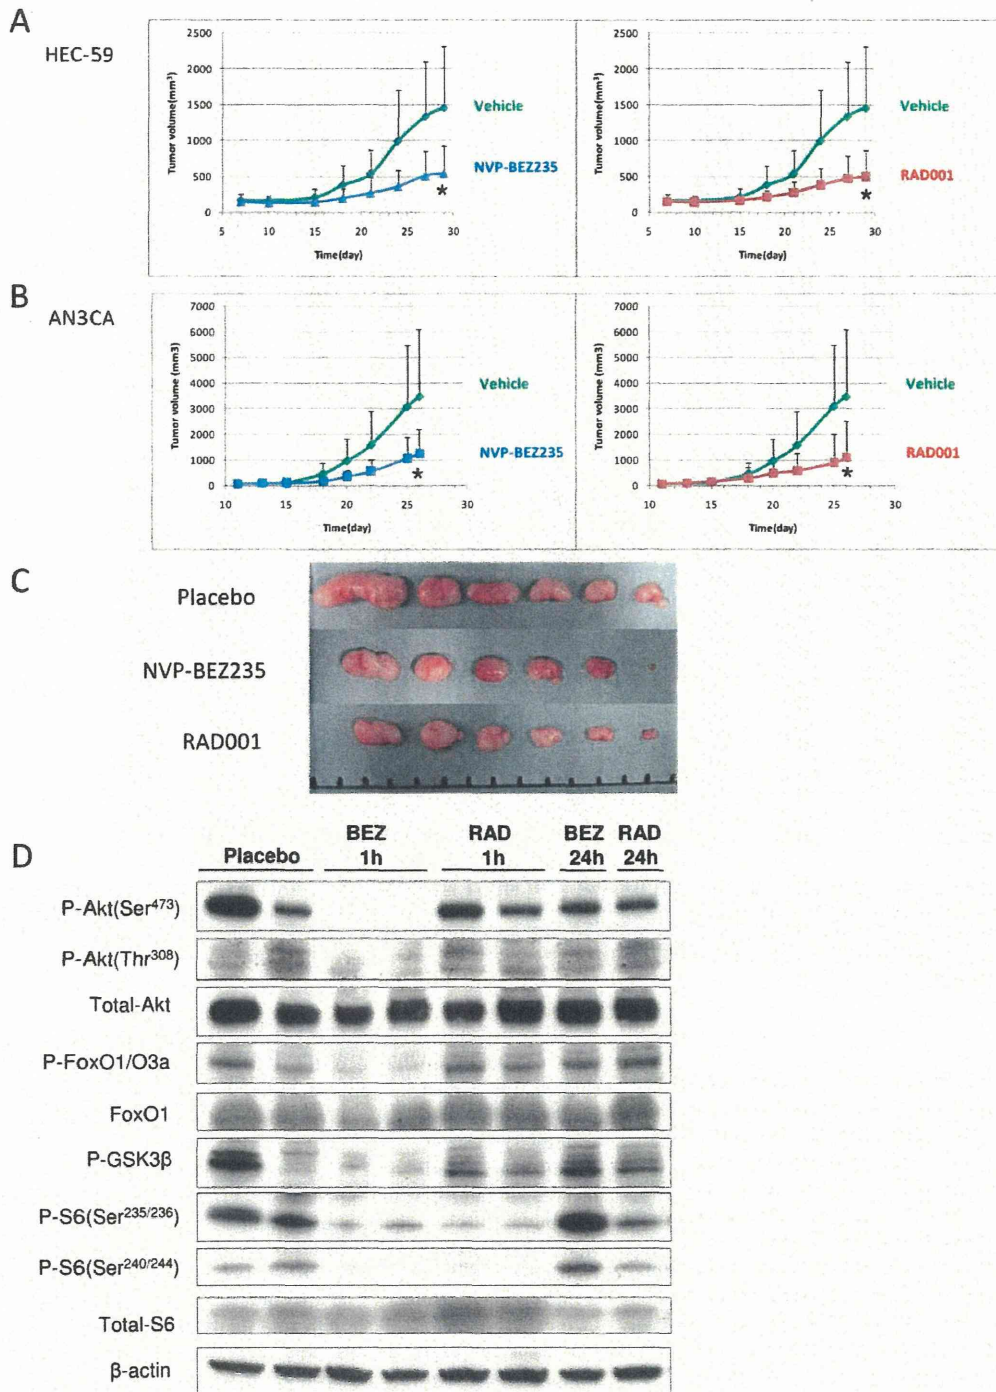 A
HEC-59
2500
2000
1500
1000
500
0
5 10 15 20 25 30
Tumor volume(mm³)
Time(day)
Vehicle
NVP-BEZ235
*
2500
2000
1500
1000
500
0
5 10 15 20 25 30
Tumor volume(mm³)
Time(day)
Vehicle
RAD001
*
B
AN3CA
7000
6000
5000
4000
3000
2000
1000
0
10 15 20 25 30
Tumor volume (mm3)
Time(day)
Vehicle
NVP-BEZ235
*
7000
6000
5000
4000
3000
2000
1000
0
10 15 20 25 30
Tumor volume (mm3)
Time(day)
Vehicle
RAD001
*
C
Placebo
NVP-BEZ235
RAD001
D
Placebo
BEZ 1h
RAD 1h
BEZ 24h
RAD 24h
P-Akt(Ser⁴⁷³)
P-Akt(Thr³⁰⁸)
Total-Akt
P-FoxO1/O3a
FoxO1
P-GSK3β
P-S6(Ser²³⁵/²³⁶)
P-S6(Ser²⁴⁰/²⁴⁴)
Total-S6
β-actin